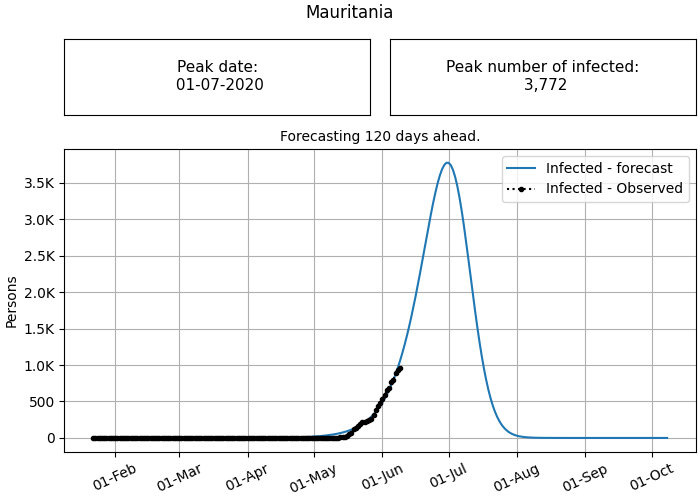 Mauritania
Peak date:
01-07-2020
Peak number of infected:
3,772
Forecasting 120 days ahead.
Infected - forecast
Infected - Observed
Persons
3.5K
3.0K
2.5K
2.0K
1.5K
1.0K
500
0
01-Feb
01-Mar
01-Apr
01-May
01-Jun
01-Jul
01-Aug
01-Sep
01-Oct